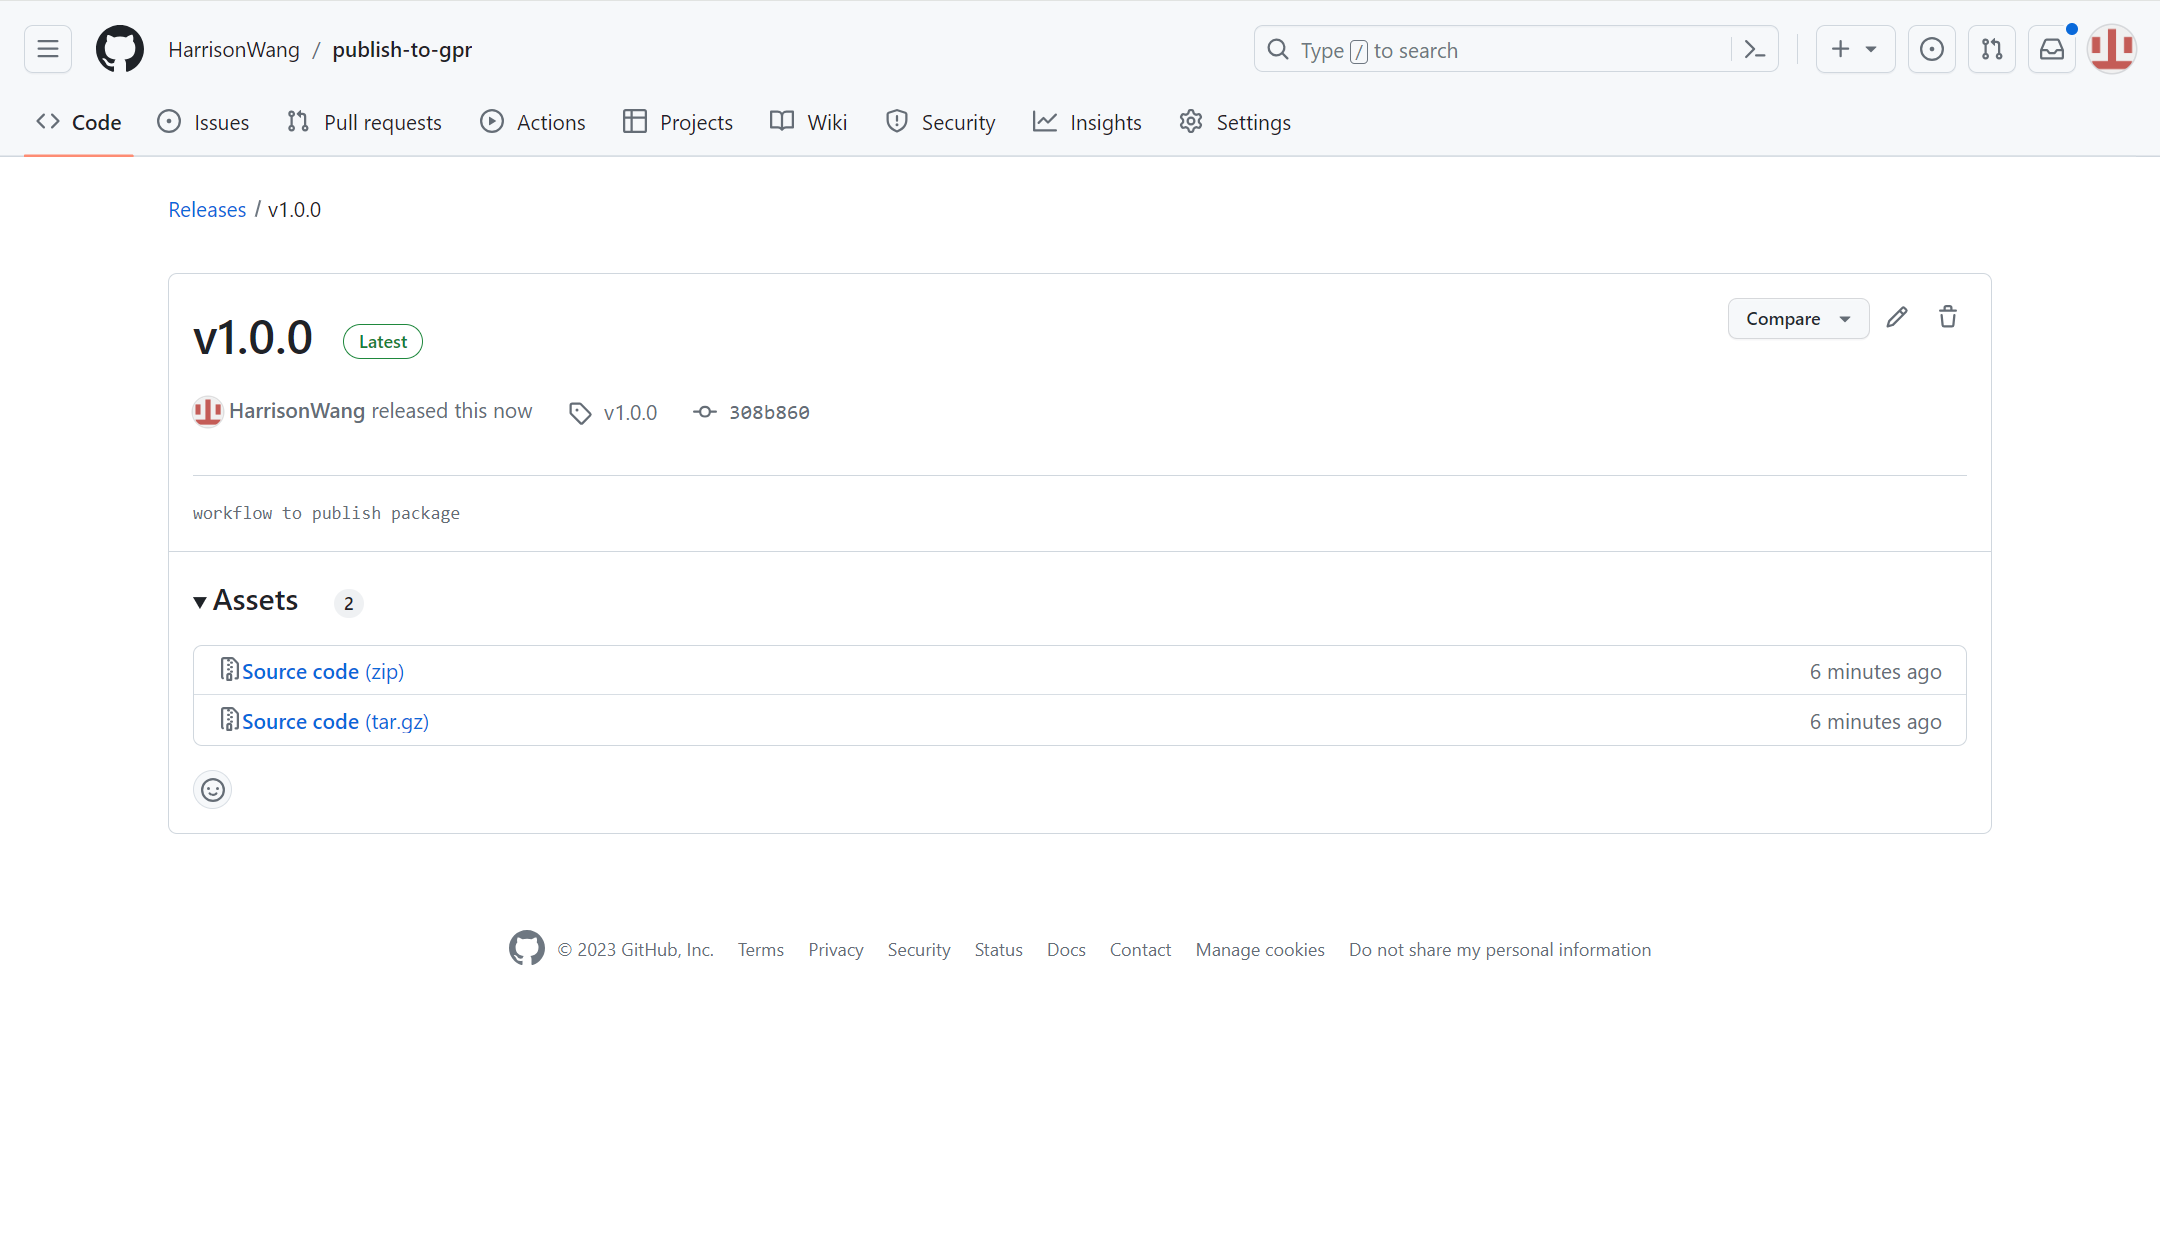 HarrisonWang / publish-to-gpr
Type / to search
Code Issues Pull requests Actions Projects Wiki Security Insights Settings
Releases / v1.0.0
v1.0.0 Latest
Compare
HarrisonWang released this now v1.0.0 308b860
workflow to publish package
Assets 2
Source code (zip) 6 minutes ago
Source code (tar.gz) 6 minutes ago
© 2023 GitHub, Inc. Terms Privacy Security Status Docs Contact Manage cookies Do not share my personal information